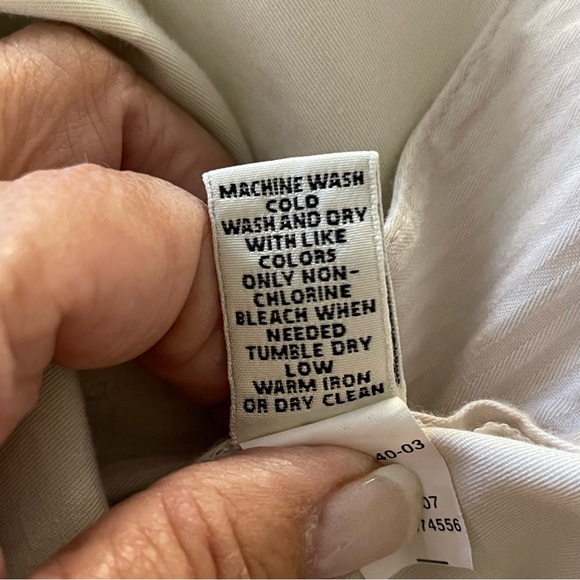 MACHINE WASH
COLD
WASH AND DRY
WITH LIKE
COLORS
ONLY NON-
CHLORINE
BLEACH WHEN
NEEDED
TUMBLE DRY
LOW
WARM IRON
OR DRY CLEAN
40-03
07
74556